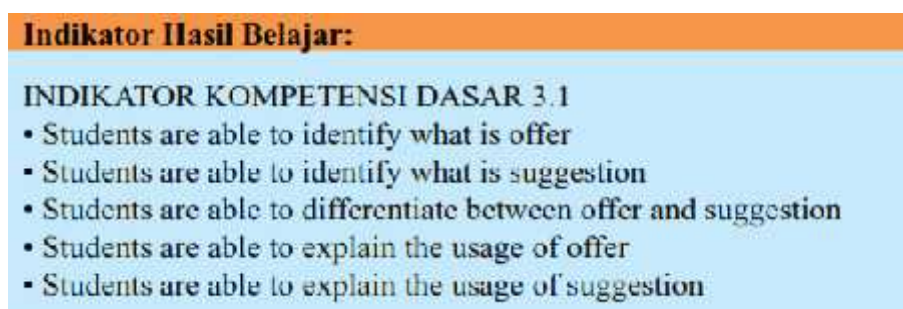 Indikator Hasil Belajar:
INDIKATOR KOMPETENSI DASAR 3.1
• Students are able to identify what is offer
• Students are able to identify what is suggestion
• Students are able to differentiate between offer and suggestion
• Students are able to explain the usage of offer
• Students are able to explain the usage of suggestion